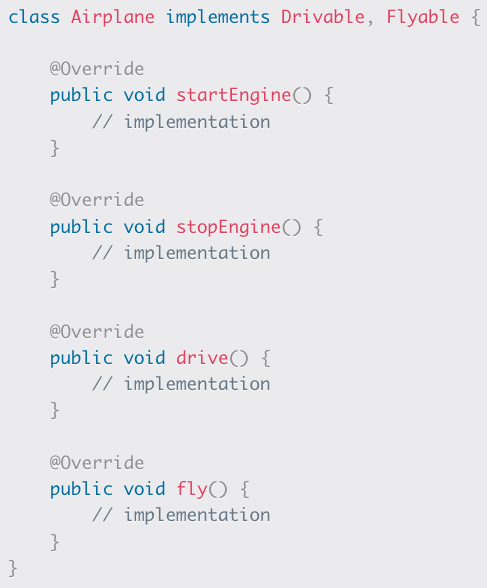 class Airplane implements Drivable, Flyable {
@Override
public void startEngine() {
// implementation
}
@Override
public void stopEngine() {
// implementation
}
@Override
public void drive() {
// implementation
}
@Override
public void fly() {
// implementation
}
}